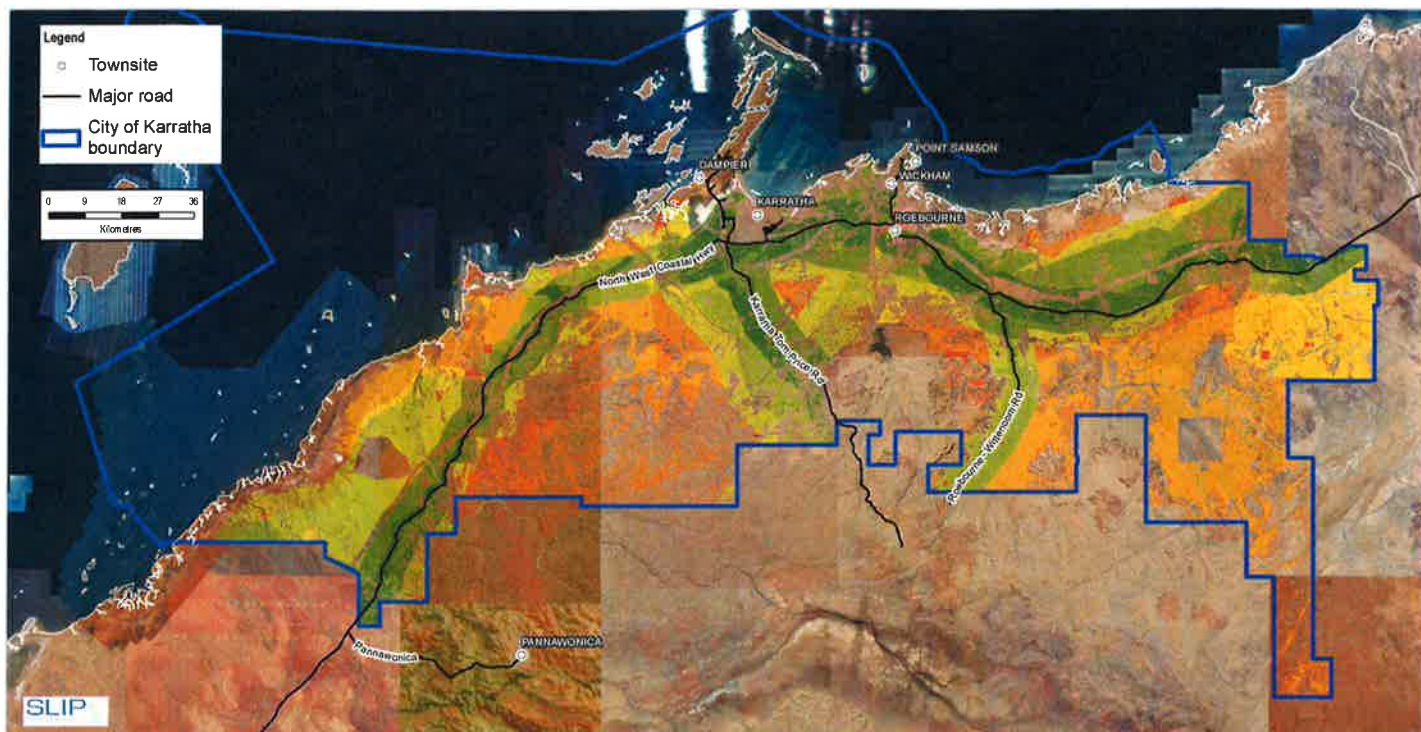 Legend
Townsite
Major road
City of Karratha
boundary
0 9 18 27 36
Kilometres
POINT SAMSON
DAMPIER
WICKHAM
KARRATHA
ROEBOURNE
North West Coastal Hwy
Karratha Tom Price Rd
Roebourne - Wittenoom Rd
Pannawonica
PANNAWONICA
SLIP